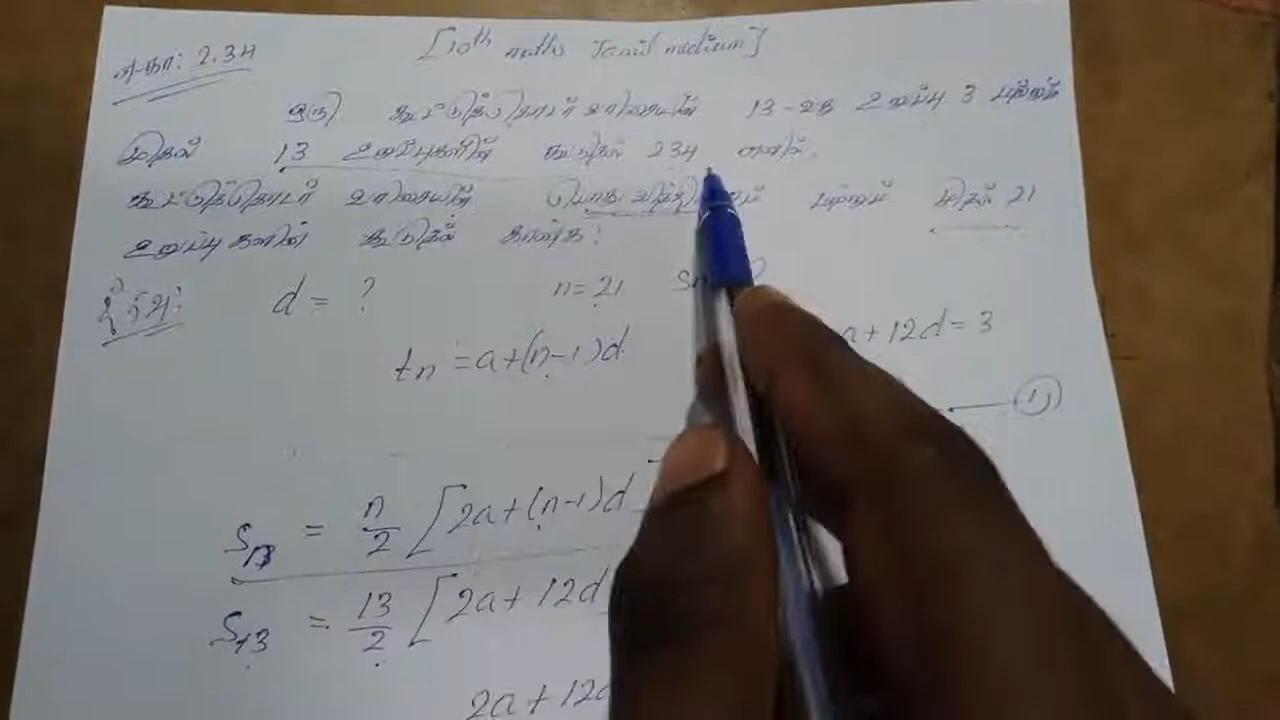 எ.கா: 2.34
[10th maths Tamil medium]
ஒரு கூட்டுத்தொடர் வரிசையின் 13-வது உறுப்பு 3 மற்றும்
முதல் 13 உறுப்புகளின் கூடுதல் 234 எனில்,
கூட்டுத்தொடர் வரிசையின் பொது மற்றும் முதல் 21
உறுப்புகளின் கூடுதல் காண்க:
தீர்வு:
d = ? n = 21
tn = a+(n-1)d
a + 12d = 3
(1)
S13 = n/2 [2a+(n-1)d
S13 = 13/2 [2a + 12d
2a + 12d